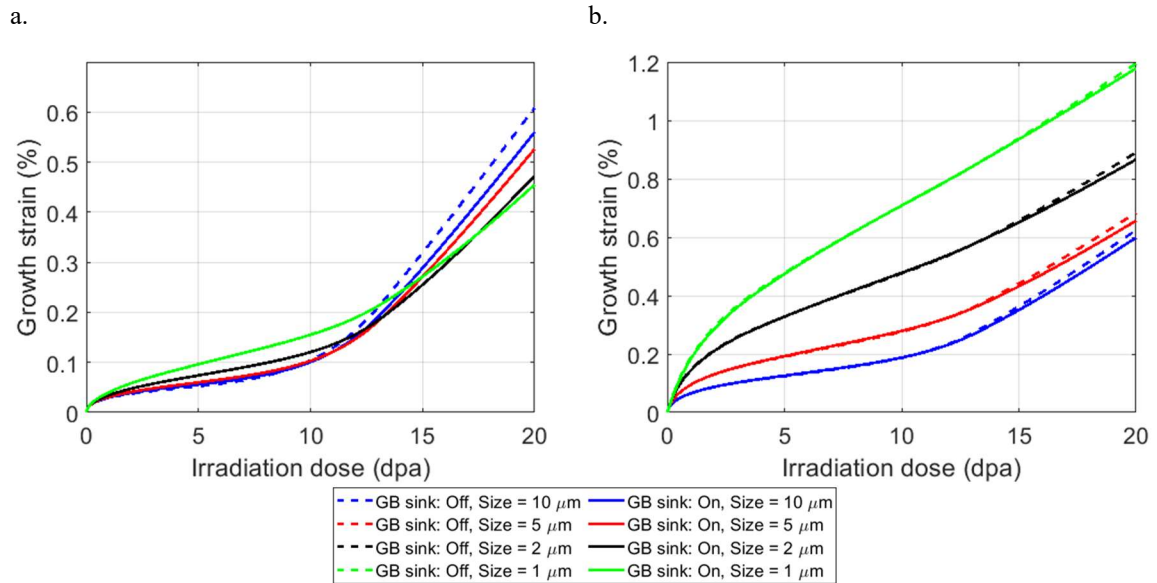 a.
b.
Growth strain (%)
0.6
0.5
0.4
0.3
0.2
0.1
0
0 5 10 15 20
Irradiation dose (dpa)
Growth strain (%)
1.2
1
0.8
0.6
0.4
0.2
0
0 5 10 15 20
Irradiation dose (dpa)
GB sink: Off, Size = 10 μm
GB sink: Off, Size = 5 μm
GB sink: Off, Size = 2 μm
GB sink: Off, Size = 1 μm
GB sink: On, Size = 10 μm
GB sink: On, Size = 5 μm
GB sink: On, Size = 2 μm
GB sink: On, Size = 1 μm